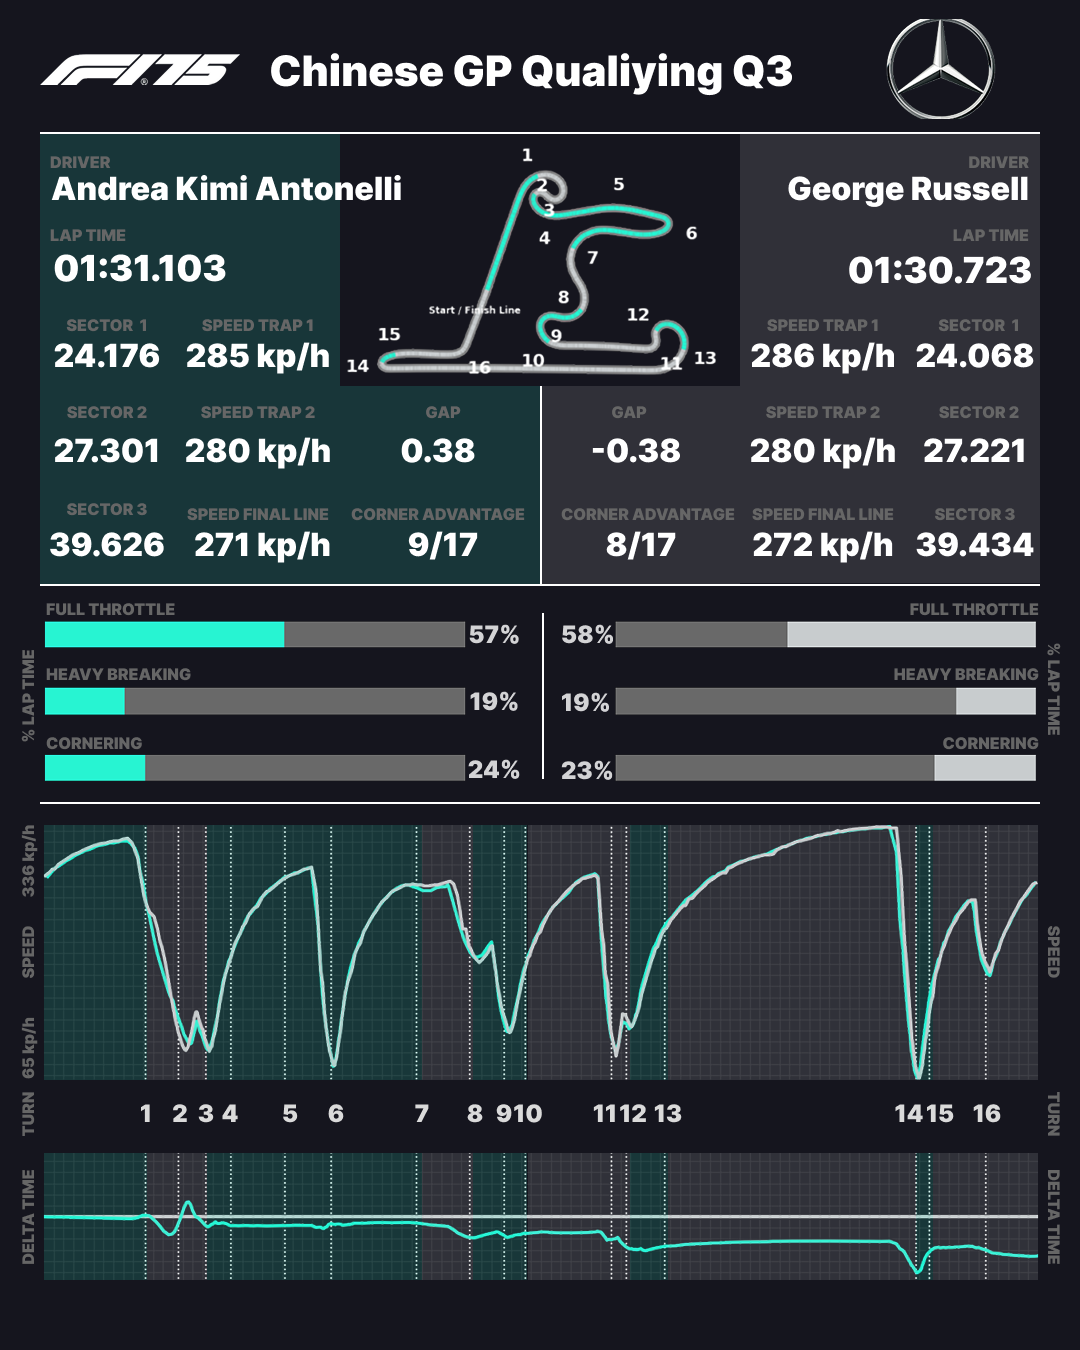 F1.75 Chinese GP Qualiying Q3
®
DRIVER
Andrea Kimi Antonelli
LAP TIME
01:31.103
SECTOR 1 SPEED TRAP 1
24.176 285 kp/h
SECTOR 2 SPEED TRAP 2 GAP
27.301 280 kp/h 0.38
SECTOR 3 SPEED FINAL LINE CORNER ADVANTAGE
39.626 271 kp/h 9/17
1
2
3
4
5
6
7
8
9
10
11
12
13
14
15
16
Start / Finish Line
DRIVER
George Russell
LAP TIME
01:30.723
SPEED TRAP 1 SECTOR 1
286 kp/h 24.068
GAP SPEED TRAP 2 SECTOR 2
-0.38 280 kp/h 27.221
CORNER ADVANTAGE SPEED FINAL LINE SECTOR 3
8/17 272 kp/h 39.434
% LAP TIME
FULL THROTTLE
57%
HEAVY BREAKING
19%
CORNERING
24%
FULL THROTTLE
58%
HEAVY BREAKING
19%
CORNERING
23%
% LAP TIME
336 kp/h
SPEED
65 kp/h
SPEED
TURN
1 2 3 4 5 6 7 8 9 10 11 12 13 14 15 16
TURN
DELTA TIME
DELTA TIME